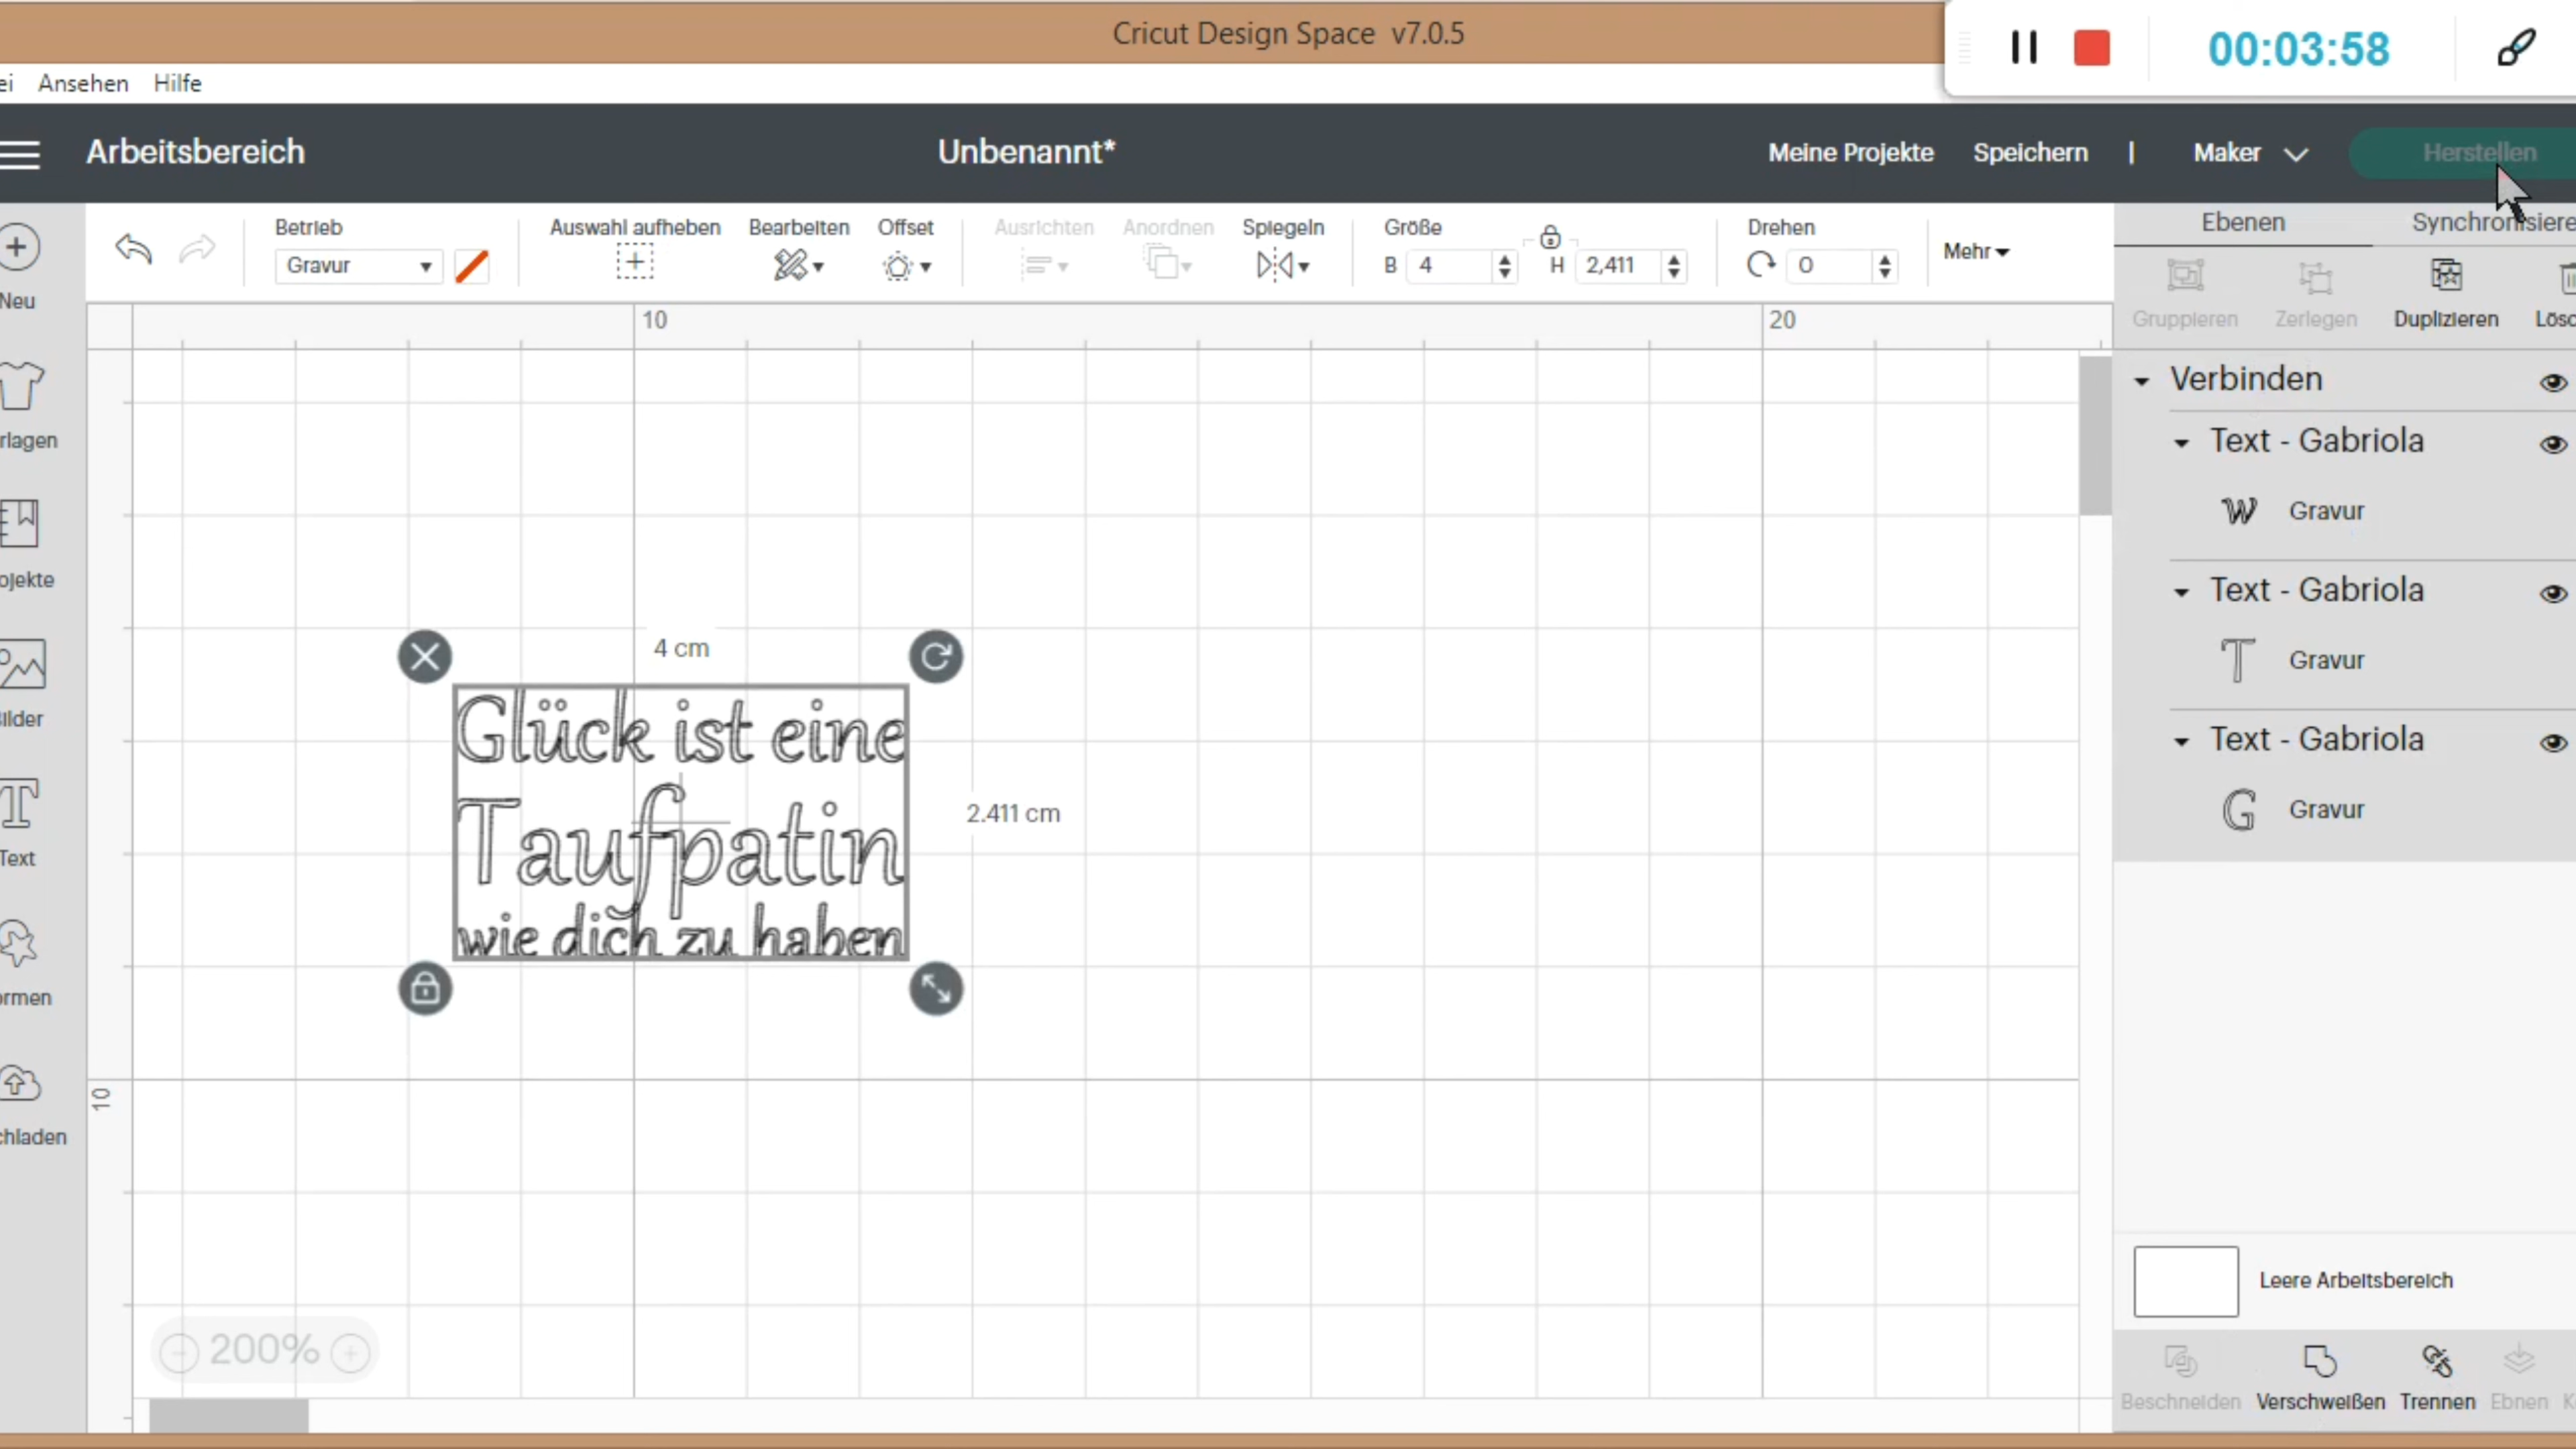 Cricut Design Space v7.0.5
00:03:58
ei Ansehen Hilfe
Arbeitsbereich
Unbenannt*
Meine Projekte Speichern | Maker Herstellen
Neu
rlagen
ojekte
ilder
Text
ormen
chladen
Betrieb
Gravur
Auswahl aufheben
Bearbeiten
Offset
Ausrichten
Anordnen
Spiegeln
Größe
B 4
H 2,411
Drehen
0
Mehr
10
20
10
4 cm
2.411 cm
Glück ist eine
Taufpatin
wie dich zu haben
200%
Ebenen Synchronisiere
Gruppieren Zerlegen Duplizieren Lösc
Verbinden
Text - Gabriola
W Gravur
Text - Gabriola
T Gravur
Text - Gabriola
G Gravur
Leere Arbeitsbereich
Beschneiden Verschweißen Trennen Ebnen K